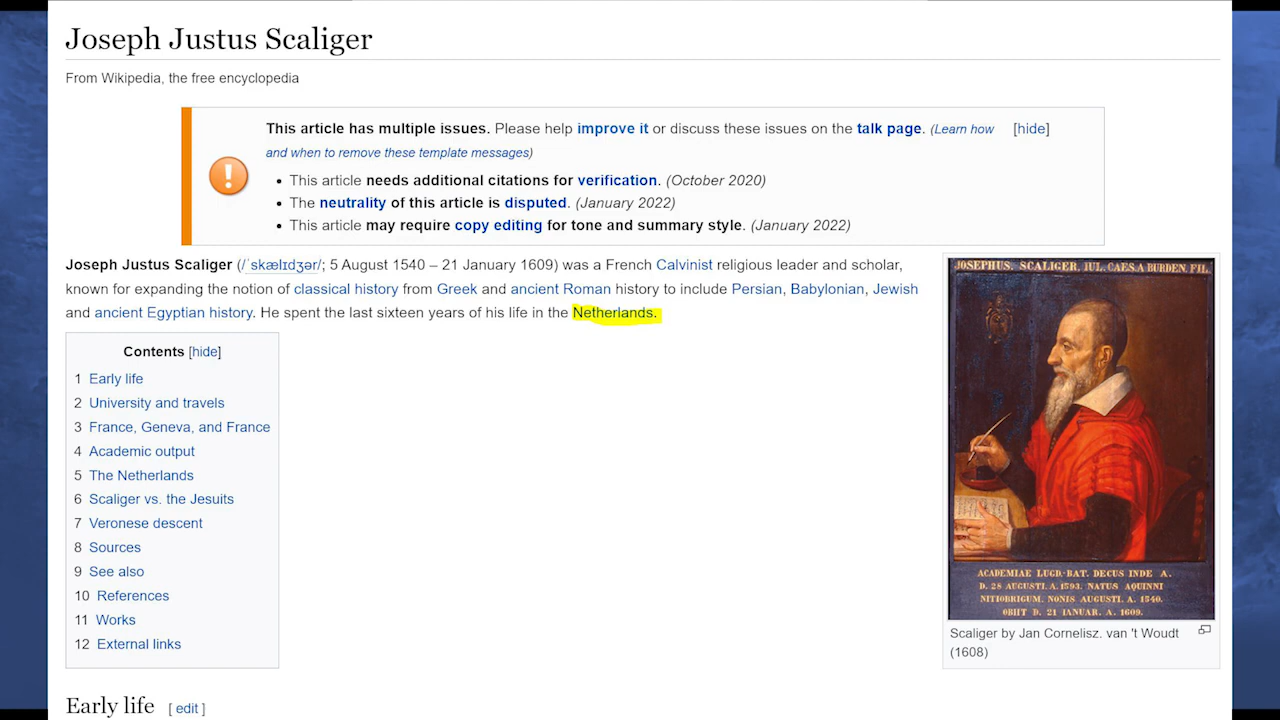 Joseph Justus Scaliger
From Wikipedia, the free encyclopedia
This article has multiple issues. Please help improve it or discuss these issues on the talk page. (Learn how [hide]
and when to remove these template messages)
• This article needs additional citations for verification. (October 2020)
• The neutrality of this article is disputed. (January 2022)
• This article may require copy editing for tone and summary style. (January 2022)
Joseph Justus Scaliger (/ˈskælɪdʒər/; 5 August 1540 – 21 January 1609) was a French Calvinist religious leader and scholar,
known for expanding the notion of classical history from Greek and ancient Roman history to include Persian, Babylonian, Jewish
and ancient Egyptian history. He spent the last sixteen years of his life in the Netherlands.
Contents [hide]
1 Early life
2 University and travels
3 France, Geneva, and France
4 Academic output
5 The Netherlands
6 Scaliger vs. the Jesuits
7 Veronese descent
8 Sources
9 See also
10 References
11 Works
12 External links
JOSEPHUS. SCALIGER. IUL. CAES. A BURDEN. FIL.
ACADEMIAE LUGD-BAT. DECUS INDE A.
D. 28 AUGUSTI. A. 1593. NATUS AQUINNI
NITIOBRIGUM. NONIS AUGUSTI. A. 1540.
OBIIT D. 21 IANUAR. A. 1609.
Scaliger by Jan Cornelisz. van 't Woudt
(1608)
Early life [ edit ]